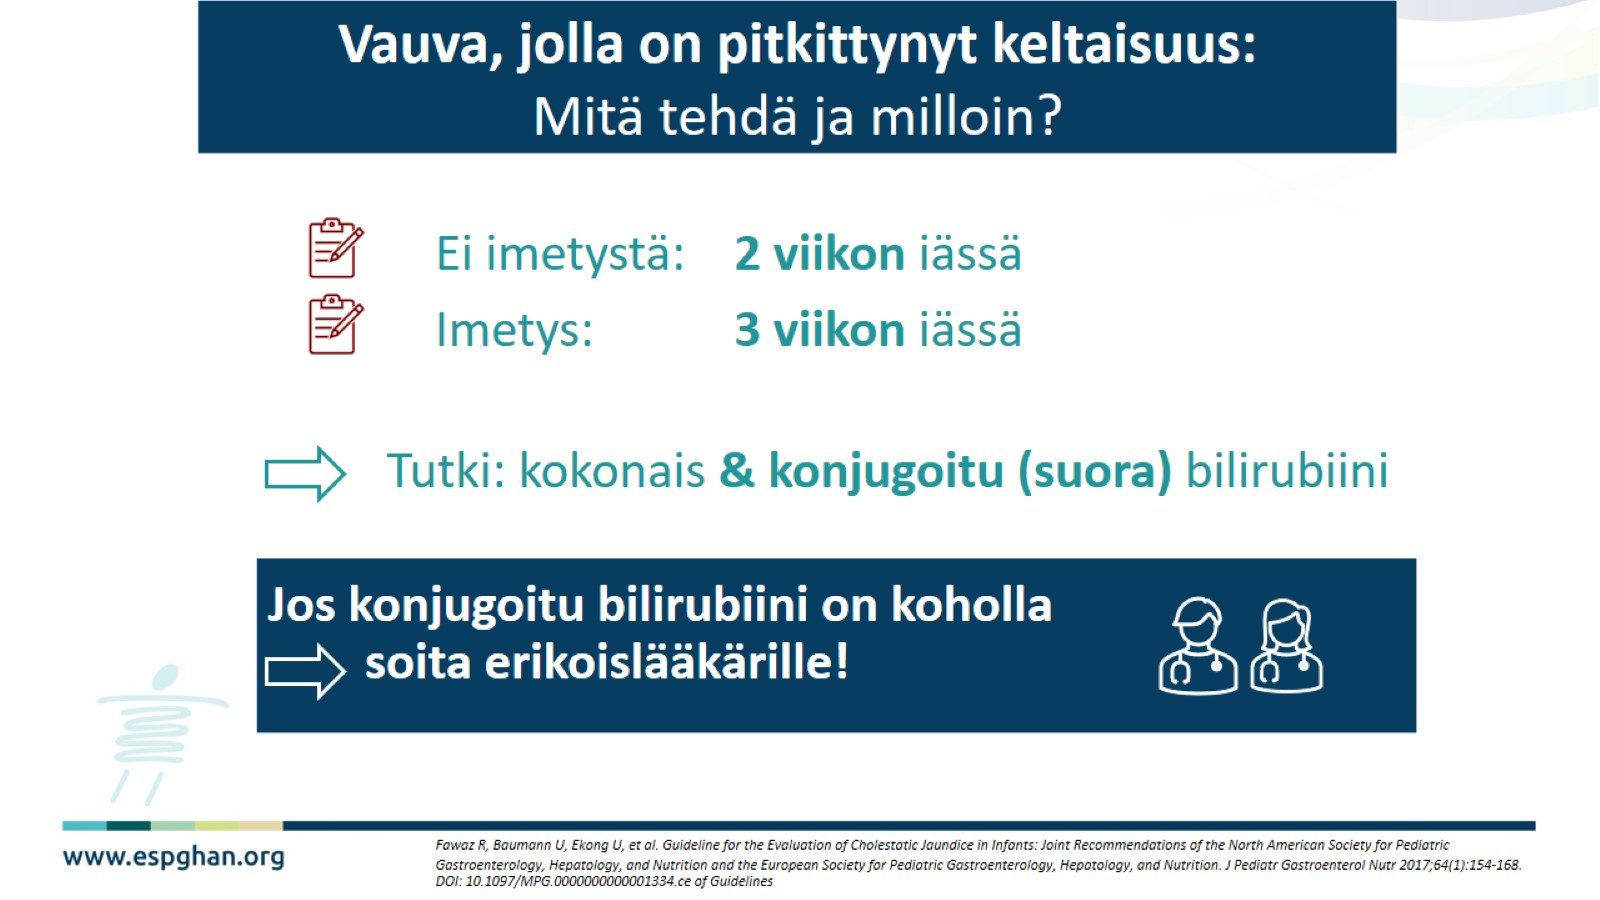 Vauva, jolla on pitkittynyt keltaisuus:
Mitä tehdä ja milloin?
Ei imetystä: 2 viikon iässä
Imetys: 3 viikon iässä
Tutki: kokonais & konjugoitu (suora) bilirubiini
Jos konjugoitu bilirubiini on koholla
soita erikoislääkärille!
www.espghan.org
Fawaz R, Baumann U, Ekong U, et al. Guideline for the Evaluation of Cholestatic Jaundice in Infants: Joint Recommendations of the North American Society for Pediatric
Gastroenterology, Hepatology, and Nutrition and the European Society for Pediatric Gastroenterology, Hepatology, and Nutrition. J Pediatr Gastroenterol Nutr 2017;64(1):154-168.
DOI: 10.1097/MPG.0000000000001334.ce of Guidelines